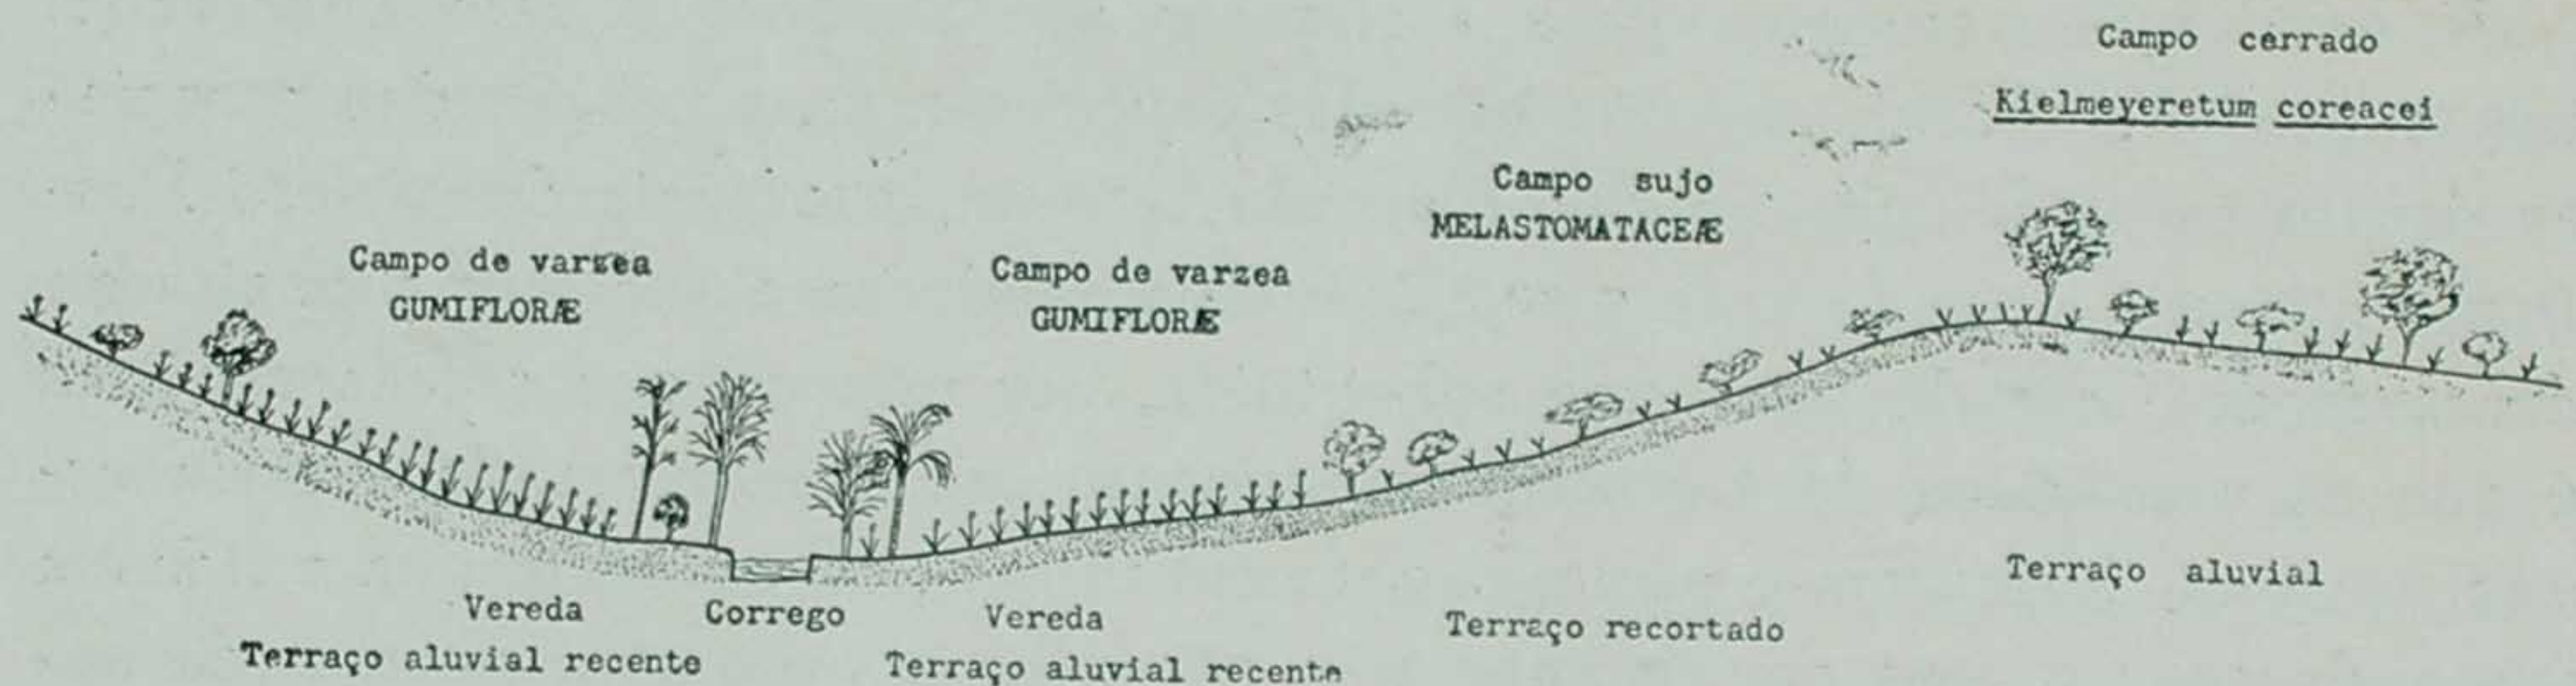 Campo cerrado
Kielmeyeretum coreacei
Campo sujo
MELASTOMATACEÆ
Campo de varzea
GUMIFLORÆ
Campo de varzea
GUMIFLORÆ
Vereda
Corrego
Vereda
Terraço aluvial recente
Terraço aluvial recente
Terraço recortado
Terraço aluvial